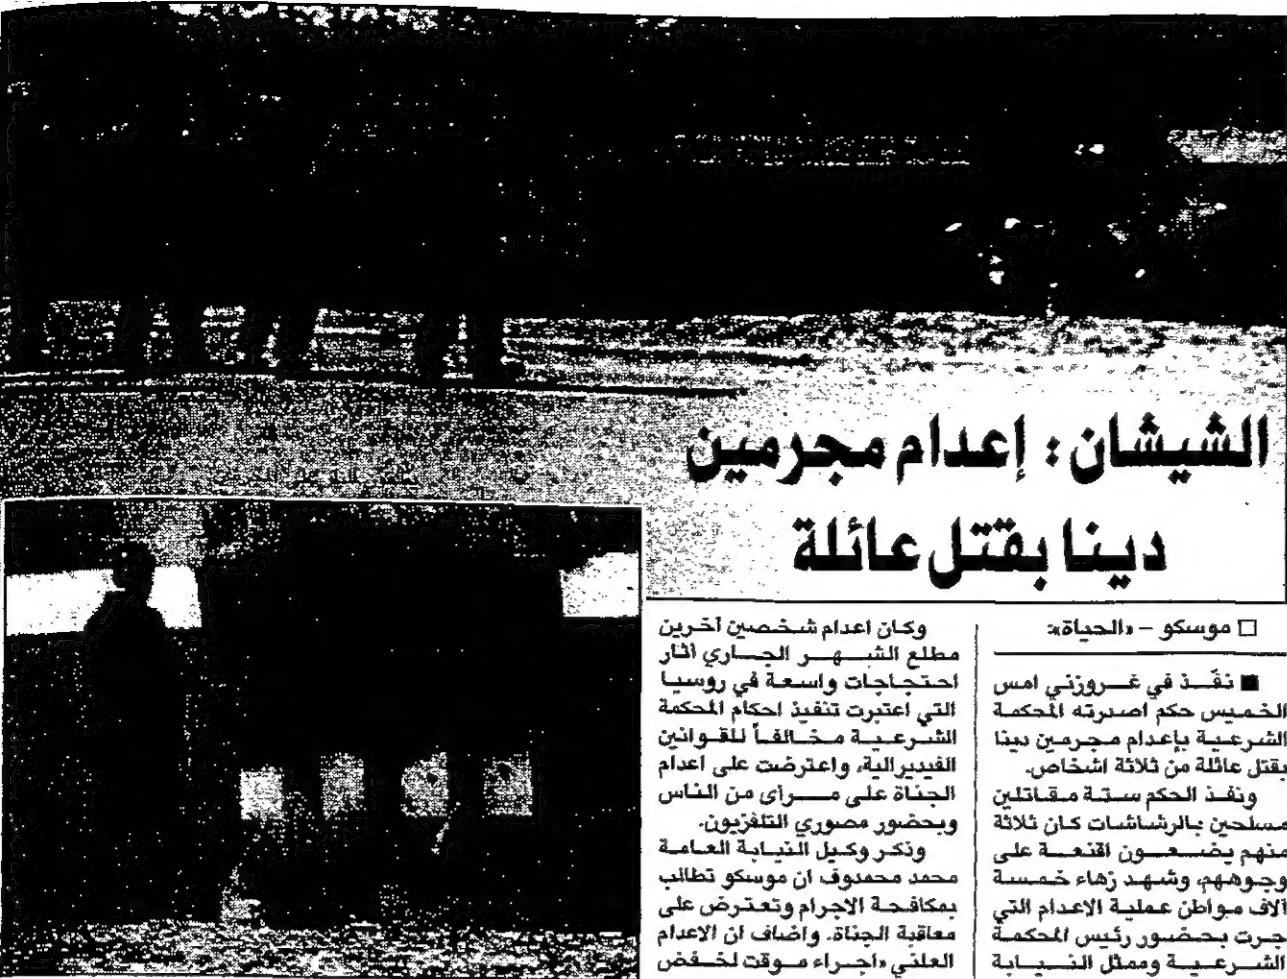 الشيشان: إعدام مجرمين
دينا بقتل عائلة
□ موسكو – «الحياة»:
■ نفّذ في غروزني امس
الخميس حكم اصدرته المحكمة
الشرعية بإعدام مجرمين دينا
بقتل عائلة من ثلاثة اشخاص.
ونفذ الحكم ستة مقاتلين
مسلحين بالرشاشات كان ثلاثة
منهم يضعون اقنعة على
وجوههم، وشهد زهاء خمسة
آلاف مواطن عملية الاعدام التي
جرت بحضور رئيس المحكمة
الشرعية وممثل النيابة
وكان اعدام شخصين آخرين
مطلع الشهر الجاري أثار
احتجاجات واسعة في روسيا
التي اعتبرت تنفيذ احكام المحكمة
الشرعية مخالفاً للقوانين
الفيديرالية، واعترضت على اعدام
الجناة على مرأى من الناس
وبحضور مصوري التلفزيون.
وذكر وكيل النيابة العامة
محمد محمدوف ان موسكو تطالب
بمكافحة الاجرام وتعترض على
معاقبة الجناة. واضاف ان الاعدام
العلني «اجراء موقت لخفض